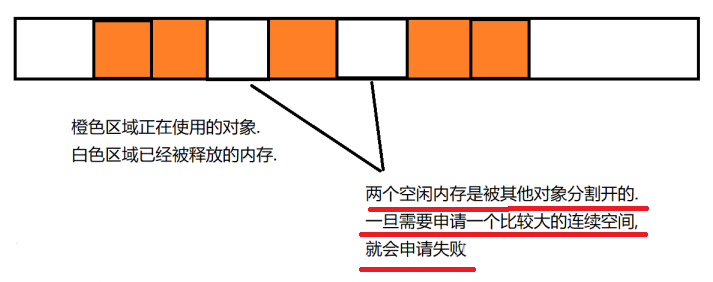 橙色区域正在使用的对象.
白色区域已经被释放的内存.
两个空闲内存是被其他对象分割开的.
一旦需要申请一个比较大的连续空间,
就会申请失败